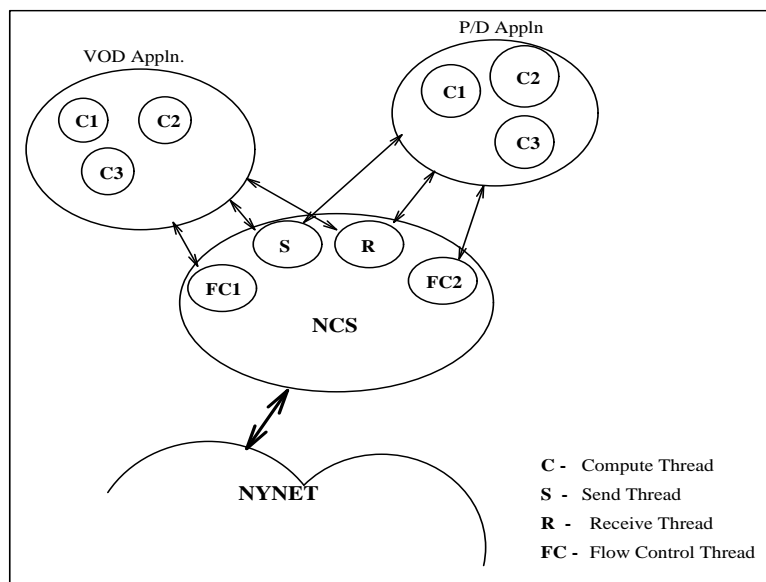 P/D Appln
VOD Appln.
C1
C2
C3
C1
C2
C3
S
R
FC1
FC2
NCS
NYNET
C - Compute Thread
S - Send Thread
R - Receive Thread
FC - Flow Control Thread